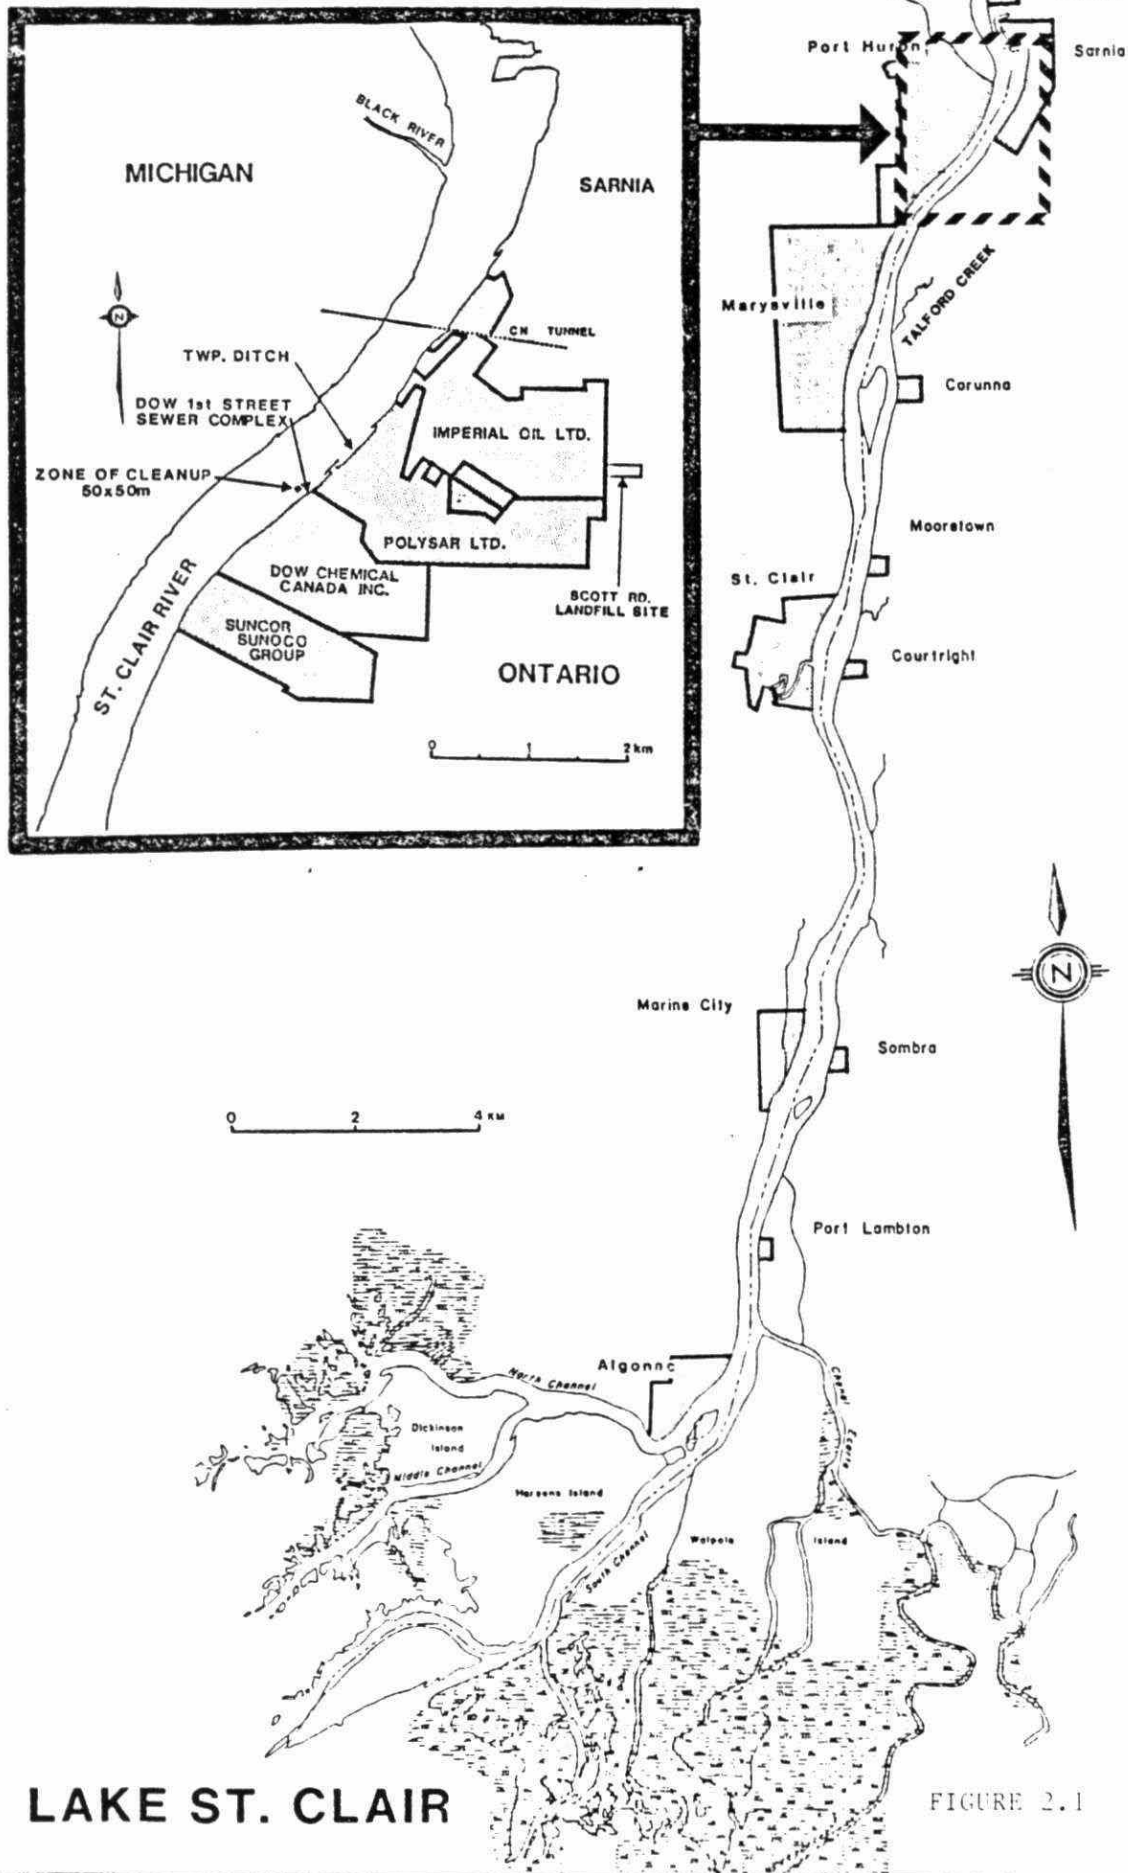 Port Huron
Sarnia
BLACK RIVER
MICHIGAN
SARNIA
N
CN TUNNEL
TWP. DITCH
DOW 1st STREET
SEWER COMPLEX
IMPERIAL OIL LTD.
ZONE OF CLEANUP
50x50m
POLYSAR LTD.
DOW CHEMICAL
CANADA INC.
SCOTT RD.
LANDFILL SITE
SUNCOR
SUNOCO
GROUP
ST. CLAIR RIVER
ONTARIO
0 1 2 km
TALFORD CREEK
Marysville
Corunna
Mooretown
St. Clair
Courtright
N
Marine City
Sombra
0 2 4 KM
Port Lambton
Algonac
North Channel
Chenal
Ecarte
Dickinson
Island
Middle Channel
Harsens Island
South Channel
Walpole
Island
LAKE ST. CLAIR
FIGURE 2.1